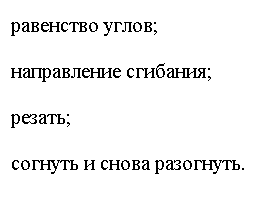 равенство углов;
направление сгибания;
резать;
согнуть и снова разогнуть.